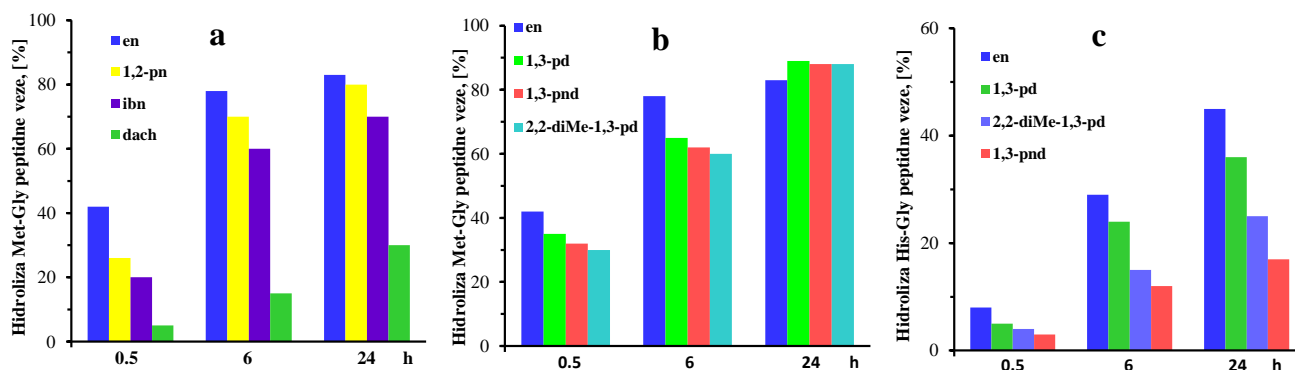 Hidroliza Met-Gly peptidne veze, [%]
100
80
60
40
20
0
a
en
1,2-pn
ibn
dach
0.5 6 24 h
Hidroliza Met-Gly peptidne veze, [%]
100
80
60
40
20
0
b
en
1,3-pd
1,3-pnd
2,2-diMe-1,3-pd
0.5 6 24 h
Hidroliza His-Gly peptidne veze, [%]
60
40
20
0
c
en
1,3-pd
2,2-diMe-1,3-pd
1,3-pnd
0.5 6 24 h